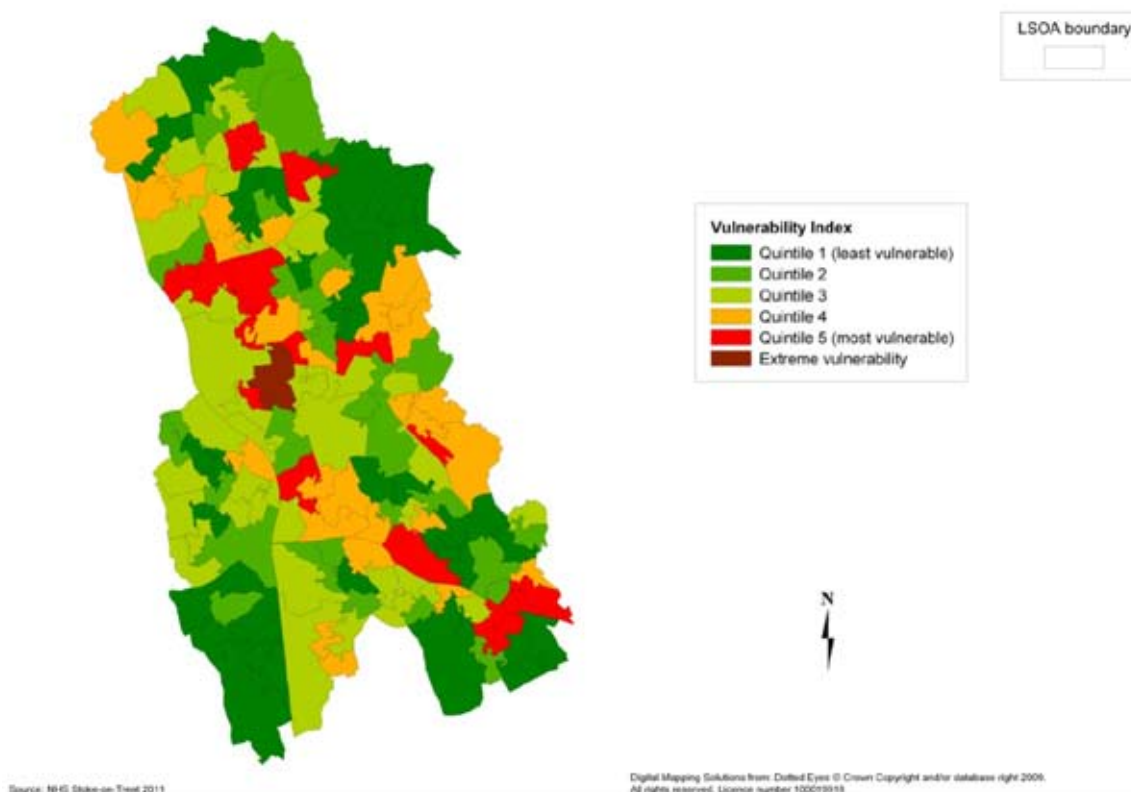 LSOA boundary
Vulnerability Index
Quintile 1 (least vulnerable)
Quintile 2
Quintile 3
Quintile 4
Quintile 5 (most vulnerable)
Extreme vulnerability
N
Source: NHS Stoke-on-Trent 2011
Digital Mapping Solutions from Dotted Eyes © Crown Copyright and/or database right 2009.
All rights reserved. Licence number